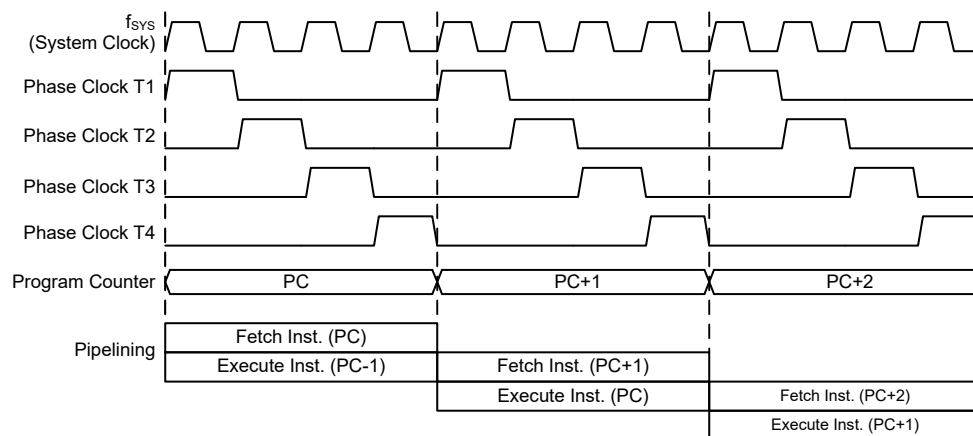 fSYS
(System Clock)
Phase Clock T1
Phase Clock T2
Phase Clock T3
Phase Clock T4
Program Counter
PC
PC+1
PC+2
Pipelining
Fetch Inst. (PC)
Execute Inst. (PC-1)
Fetch Inst. (PC+1)
Execute Inst. (PC)
Fetch Inst. (PC+2)
Execute Inst. (PC+1)